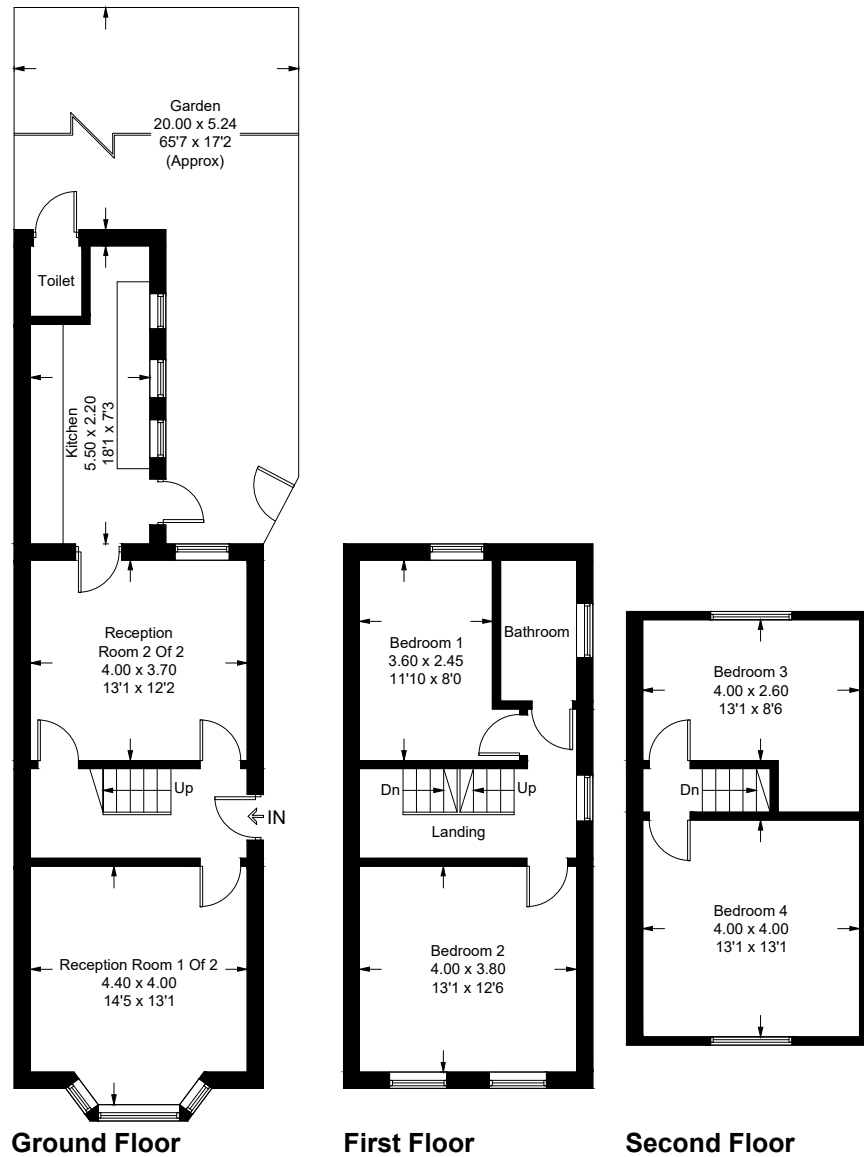 Garden
20.00 x 5.24
65'7 x 17'2
(Approx)
Toilet
Kitchen
5.50 x 2.20
18'1 x 7'3
Reception
Room 2 Of 2
4.00 x 3.70
13'1 x 12'2
Up
IN
Reception Room 1 Of 2
4.40 x 4.00
14'5 x 13'1
Ground Floor
Bedroom 1
3.60 x 2.45
11'10 x 8'0
Bathroom
Dn
Up
Landing
Bedroom 2
4.00 x 3.80
13'1 x 12'6
First Floor
Bedroom 3
4.00 x 2.60
13'1 x 8'6
Dn
Bedroom 4
4.00 x 4.00
13'1 x 13'1
Second Floor